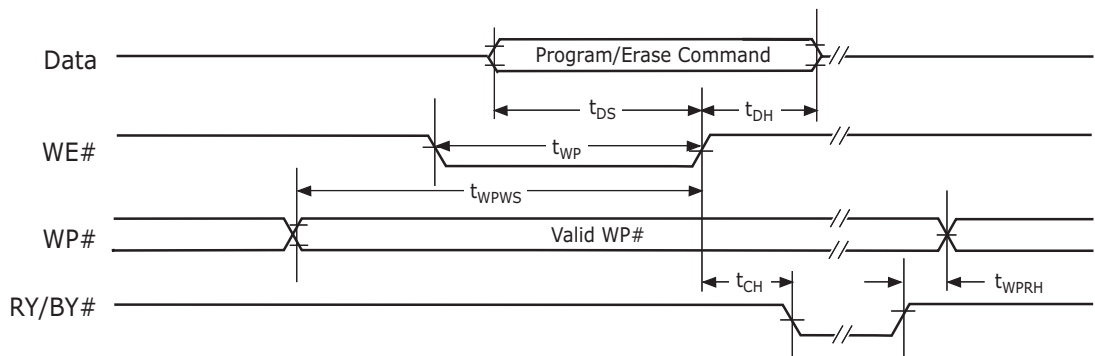 Data
Program/Erase Command
tDS
tDH
WE#
tWP
tWPWS
WP#
Valid WP#
tCH
tWPRH
RY/BY#